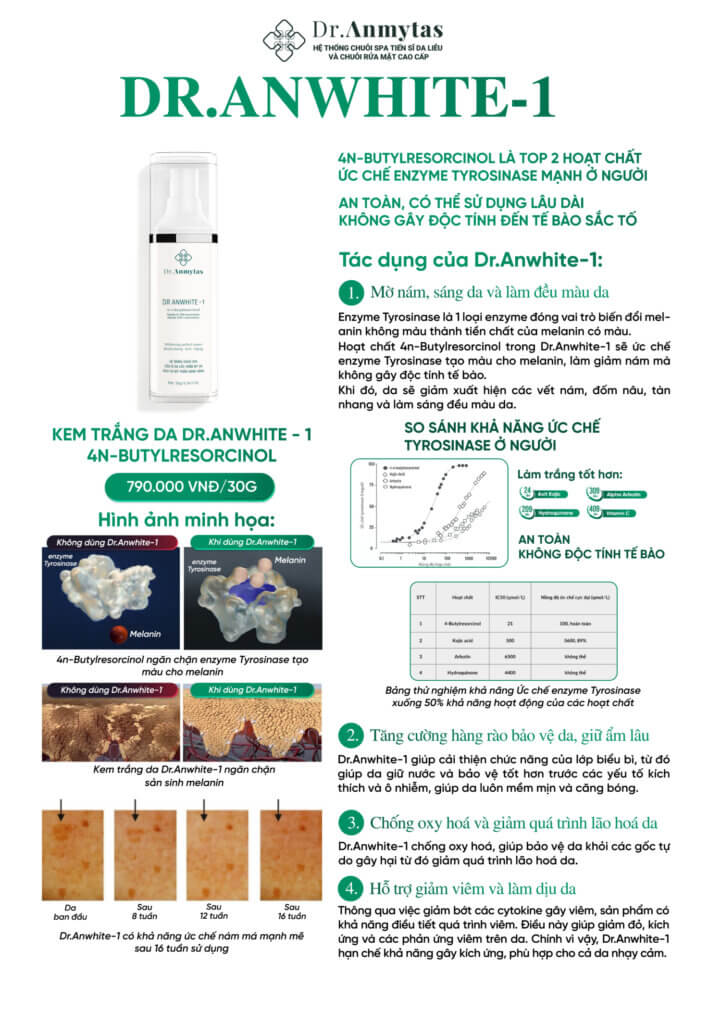 Dr.Anmytas
HỆ THỐNG CHUỖI SPA TIẾN SĨ DA LIỄU
VÀ CHUỖI RỬA MẶT CAO CẤP
DR.ANWHITE-1
Dr.Anmytas
DR ANWHITE - 1
KEM TRẮNG DA DR.ANWHITE - 1
4N-BUTYLRESORCINOL
790.000 VNĐ/30G
Hình ảnh minh họa:
Không dùng Dr.Anwhite-1
Khi dùng Dr.Anwhite-1
enzyme
Tyrosinase
Melanin
enzyme
Tyrosinase
Melanin
4n-Butylresorcinol ngăn chặn enzyme Tyrosinase tạo
màu cho melanin
Không dùng Dr.Anwhite-1
Khi dùng Dr.Anwhite-1
Kem trắng da Dr.Anwhite-1 ngăn chặn
sản sinh melanin
Da
ban đầu
Sau
8 tuần
Sau
12 tuần
Sau
16 tuần
Dr.Anwhite-1 có khả năng ức chế nám má mạnh mẽ
sau 16 tuần sử dụng
4N-BUTYLRESORCINOL LÀ TOP 2 HOẠT CHẤT
ỨC CHẾ ENZYME TYROSINASE MẠNH Ở NGƯỜI
AN TOÀN, CÓ THỂ SỬ DỤNG LÂU DÀI
KHÔNG GÂY ĐỘC TÍNH ĐẾN TẾ BÀO SẮC TỐ
Tác dụng của Dr.Anwhite-1:
1. Mờ nám, sáng da và làm đều màu da
Enzyme Tyrosinase là 1 loại enzyme đóng vai trò biến đổi mel-
anin không màu thành tiền chất của melanin có màu.
Hoạt chất 4n-Butylresorcinol trong Dr.Anwhite-1 sẽ ức chế
enzyme Tyrosinase tạo màu cho melanin, làm giảm nám mà
không gây độc tính tế bào.
Khi đó, da sẽ giảm xuất hiện các vết nám, đốm nâu, tàn
nhang và làm sáng đều màu da.
SO SÁNH KHẢ NĂNG ỨC CHẾ
TYROSINASE Ở NGƯỜI
Kojic Acid
Arbutin
Hydroquinone
Làm trắng tốt hơn:
Axit Kojic
Alpha Arbutin
Hydroquinone
Vitamin C
AN TOÀN
KHÔNG ĐỘC TÍNH TẾ BÀO
STT Hoạt chất IC50 (µmol/L) Nồng độ ức chế cực đại (µmol/L)
1 4-Butylresorcinol 21 100, hoàn toàn
2 Kojic acid 500 5600, 89%
3 Arbutin 6500 Không thể
4 Hydroquinone 4400 Không thể
Bảng thử nghiệm khả năng Ức chế enzyme Tyrosinase
xuống 50% khả năng hoạt động của các hoạt chất
2. Tăng cường hàng rào bảo vệ da, giữ ẩm lâu
Dr.Anwhite-1 giúp cải thiện chức năng của lớp biểu bì, từ đó
giúp da giữ nước và bảo vệ tốt hơn trước các yếu tố kích
thích và ô nhiễm, giúp da luôn mềm mịn và căng bóng.
3. Chống oxy hoá và giảm quá trình lão hoá da
Dr.Anwhite-1 chống oxy hoá, giúp bảo vệ da khỏi các gốc tự
do gây hại từ đó giảm quá trình lão hoá da.
4. Hỗ trợ giảm viêm và làm dịu da
Thông qua việc giảm bớt các cytokine gây viêm, sản phẩm có
khả năng điều tiết quá trình viêm. Điều này giúp giảm đỏ, kích
ứng và các phản ứng viêm trên da. Chính vì vậy, Dr.Anwhite-1
hạn chế khả năng gây kích ứng, phù hợp cho cả da nhạy cảm.